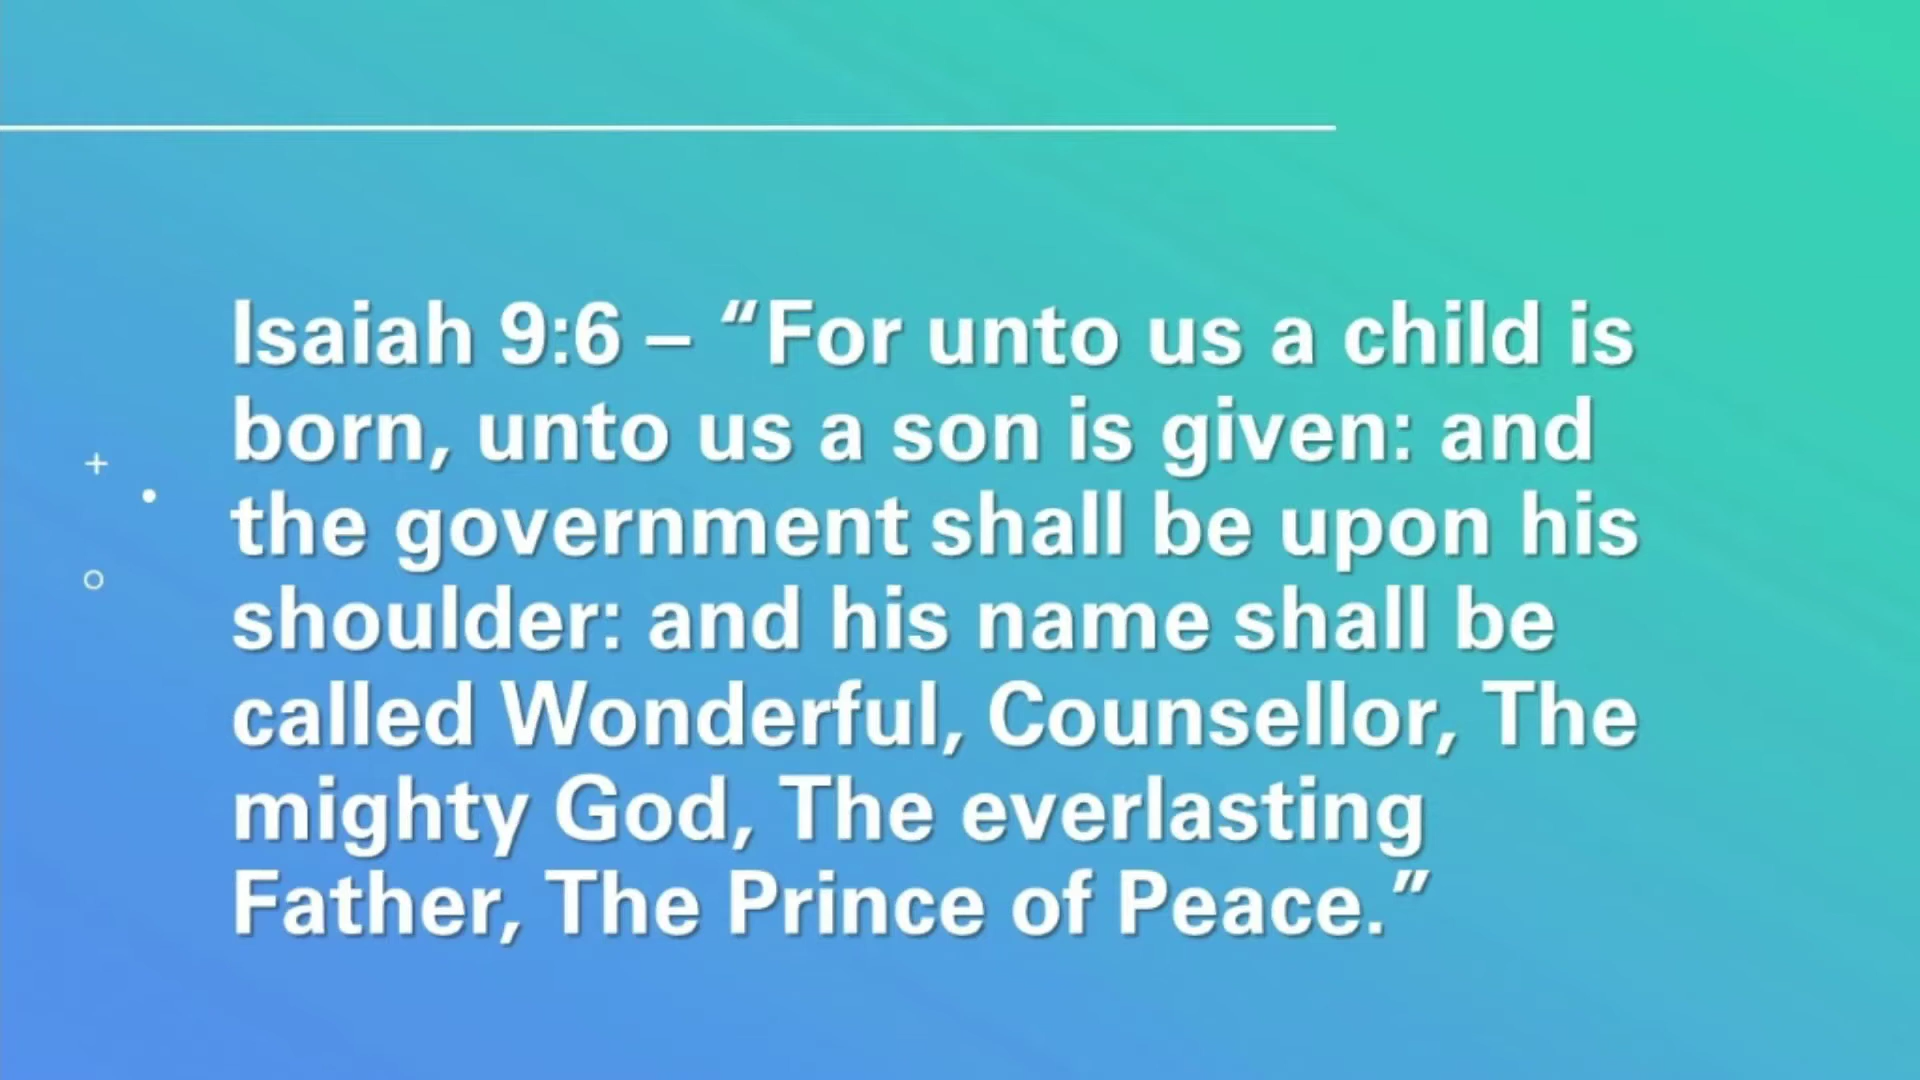 Isaiah 9:6 – “For unto us a child is
born, unto us a son is given: and
the government shall be upon his
shoulder: and his name shall be
called Wonderful, Counsellor, The
mighty God, The everlasting
Father, The Prince of Peace.”